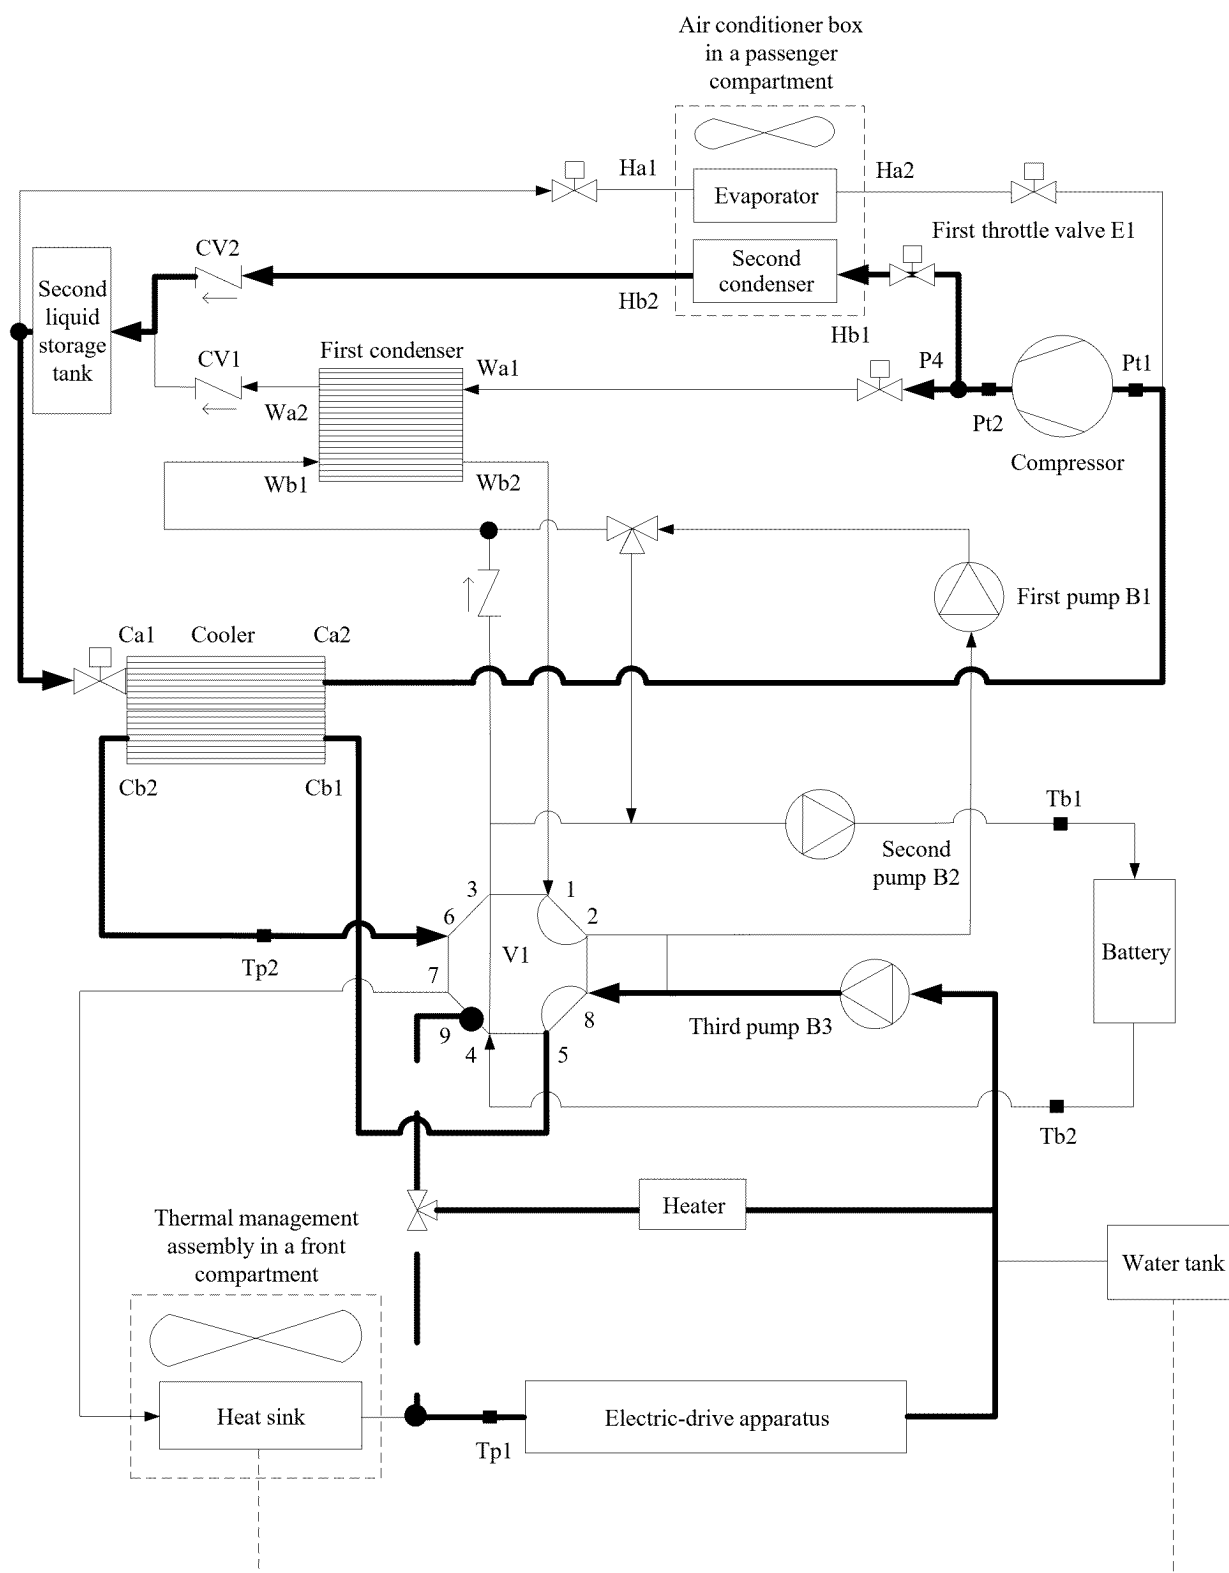 Air conditioner box
in a passenger
compartment
Ha1
Evaporator
Ha2
First throttle valve E1
CV2
Second
condenser
Hb2
Hb1
Second
liquid
storage
tank
First condenser
CV1
Wa1
Wa2
P4
Pt1
Pt2
Compressor
Wb1
Wb2
First pump B1
Ca1
Cooler
Ca2
Cb2
Cb1
Tb1
Second
pump B2
3
1
6
2
V1
Battery
Tp2
7
8
9
4
5
Third pump B3
Tb2
Heater
Thermal management
assembly in a front
compartment
Water tank
Heat sink
Electric-drive apparatus
Tp1